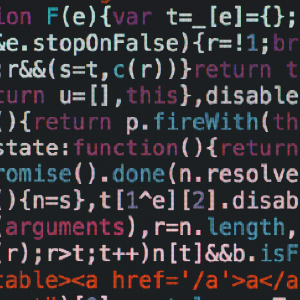 ion F(e){var t=_[e]={};
&e.stopOnFalse){r=!1;br
;r&&(s=t,c(r))}return t
turn u=[],this},disable
(){return p.fireWith(th
state:function(){return
romise().done(n.resolve
(){n=s},t[1^e][2].disab
(arguments),r=n.length,
(r);r>t;t++)n[t]&&b.isF
table><a href='/a'>a</a